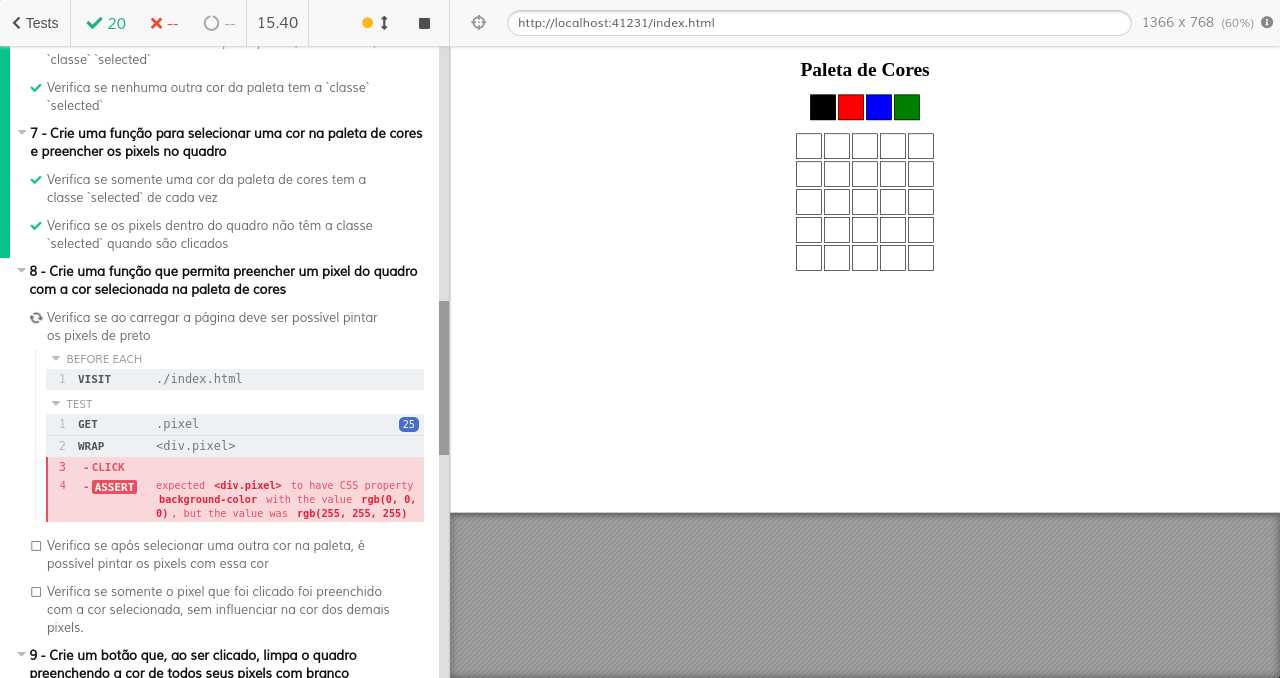 Tests
20
--
--
15.40
http://localhost:41231/index.html
1366 x 768 (60%)
`classe` `selected`
Verifica se nenhuma outra cor da paleta tem a `classe`
`selected`
7 - Crie uma função para selecionar uma cor na paleta de cores
e preencher os pixels no quadro
Verifica se somente uma cor da paleta de cores tem a
classe `selected` de cada vez
Verifica se os pixels dentro do quadro não têm a classe
`selected` quando são clicados
8 - Crie uma função que permita preencher um pixel do quadro
com a cor selecionada na paleta de cores
Verifica se ao carregar a página deve ser possível pintar
os pixels de preto
BEFORE EACH
1 VISIT ./index.html
TEST
1 GET .pixel 25
2 WRAP <div.pixel>
3 -CLICK
4 -ASSERT expected <div.pixel> to have CSS property
background-color with the value rgb(0, 0,
0), but the value was rgb(255, 255, 255)
Verifica se após selecionar uma outra cor na paleta, é
possível pintar os pixels com essa cor
Verifica se somente o pixel que foi clicado foi preenchido
com a cor selecionada, sem influenciar na cor dos demais
pixels.
9 - Crie um botão que, ao ser clicado, limpa o quadro
preenchendo a cor de todos seus pixels com branco
Paleta de Cores